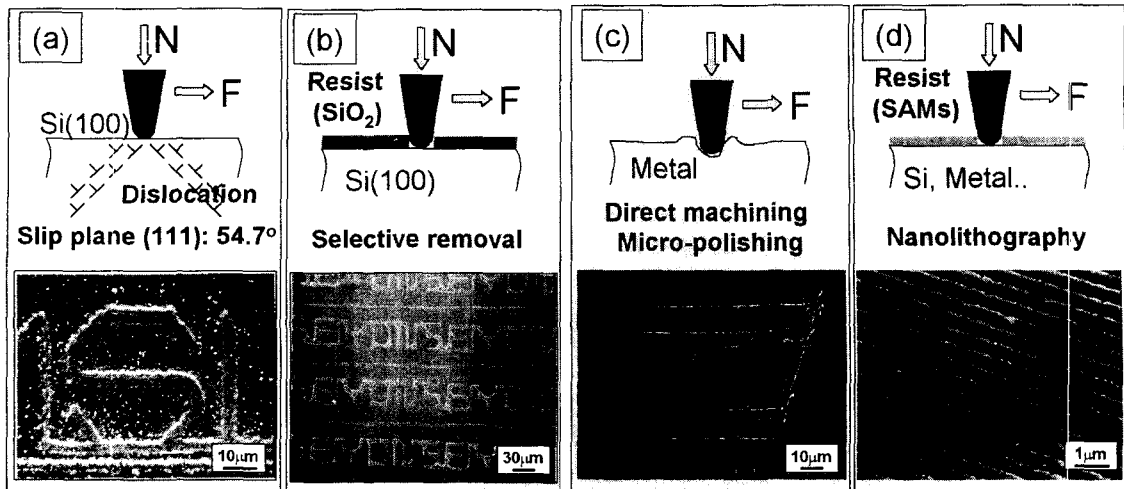 (a)
N
F
Si(100)
Dislocation
Slip plane (111): 54.7°
10μm
(b)
N
Resist
(SiO₂)
F
Si(100)
Selective removal
30μm
(c)
N
F
Metal
Direct machining
Micro-polishing
10μm
(d)
N
Resist
(SAMs)
F
Si, Metal..
Nanolithography
1μm